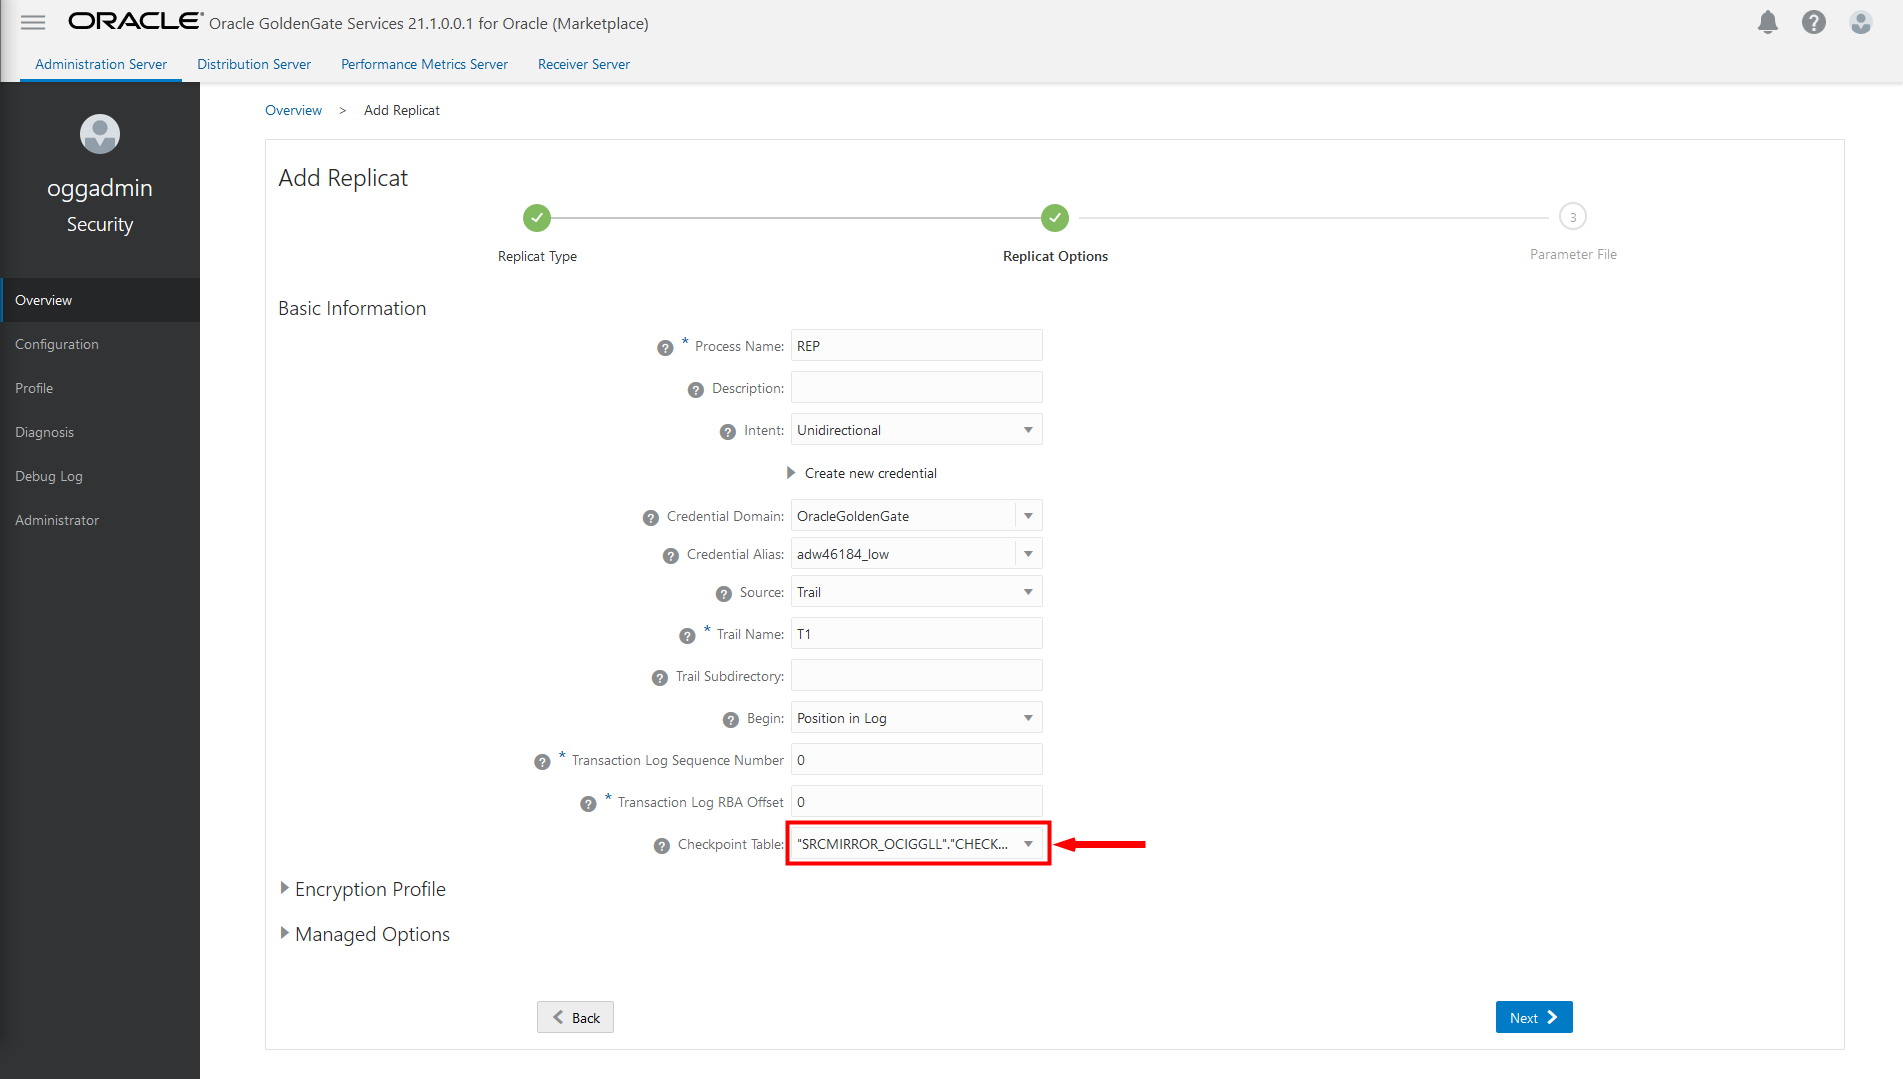 ORACLE Oracle GoldenGate Services 21.1.0.0.1 for Oracle (Marketplace)
Administration Server Distribution Server Performance Metrics Server Receiver Server
oggadmin
Security
Overview
Configuration
Profile
Diagnosis
Debug Log
Administrator
Overview > Add Replicat
Add Replicat
Replicat Type
Replicat Options
3
Parameter File
Basic Information
* Process Name: REP
Description:
Intent: Unidirectional
Create new credential
Credential Domain: OracleGoldenGate
Credential Alias: adw46184_low
Source: Trail
* Trail Name: T1
Trail Subdirectory:
Begin: Position in Log
* Transaction Log Sequence Number 0
* Transaction Log RBA Offset 0
Checkpoint Table: "SRCMIRROR_OCIGGLL"."CHECK...
Encryption Profile
Managed Options
Back
Next